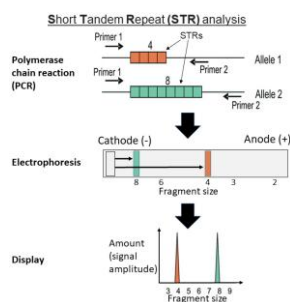 Short Tandem Repeat (STR) analysis
Primer 1
STRs
4
Allele 1
Polymerase
chain reaction
(PCR)
Primer 2
Primer 1
8
Allele 2
Primer 2
Cathode (-)
Anode (+)
Electrophoresis
8 6 4 3 2
Fragment size
Amount
(signal
amplitude)
Display
3 4 5 6 7 8 9
Fragment size